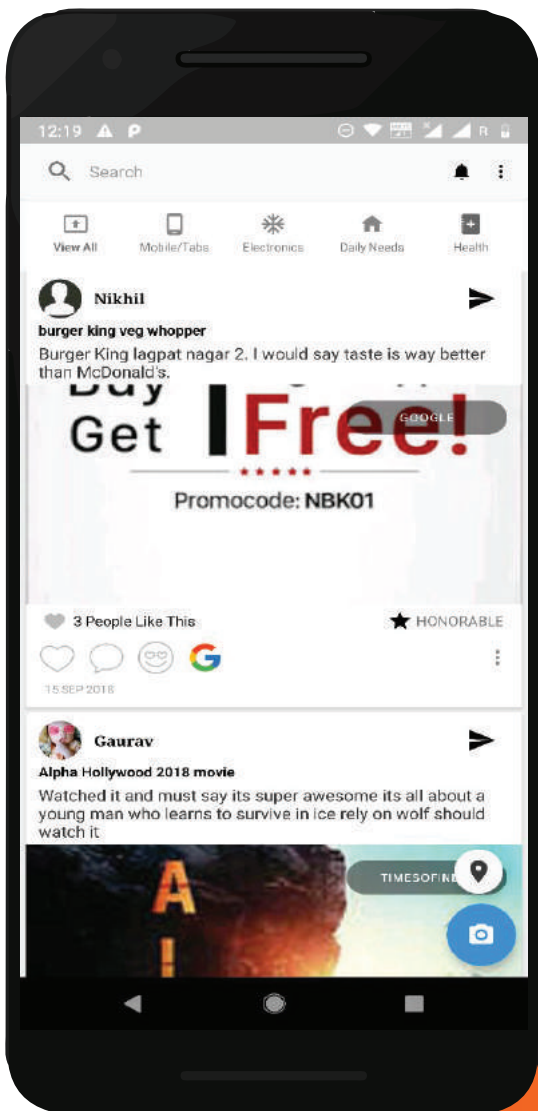 12:19
R
Search
View All
Mobile/Tabs
Electronics
Daily Needs
Health
Nikhil
burger king veg whopper
Burger King lagpat nagar 2. I would say taste is way better
than McDonald's.
Buy
GOOGLE
Get 1 Free!
Promocode: NBK01
3 People Like This
HONORABLE
15 SEP 2018
Gaurav
Alpha Hollywood 2018 movie
Watched it and must say its super awesome its all about a
young man who learns to survive in ice rely on wolf should
watch it
A